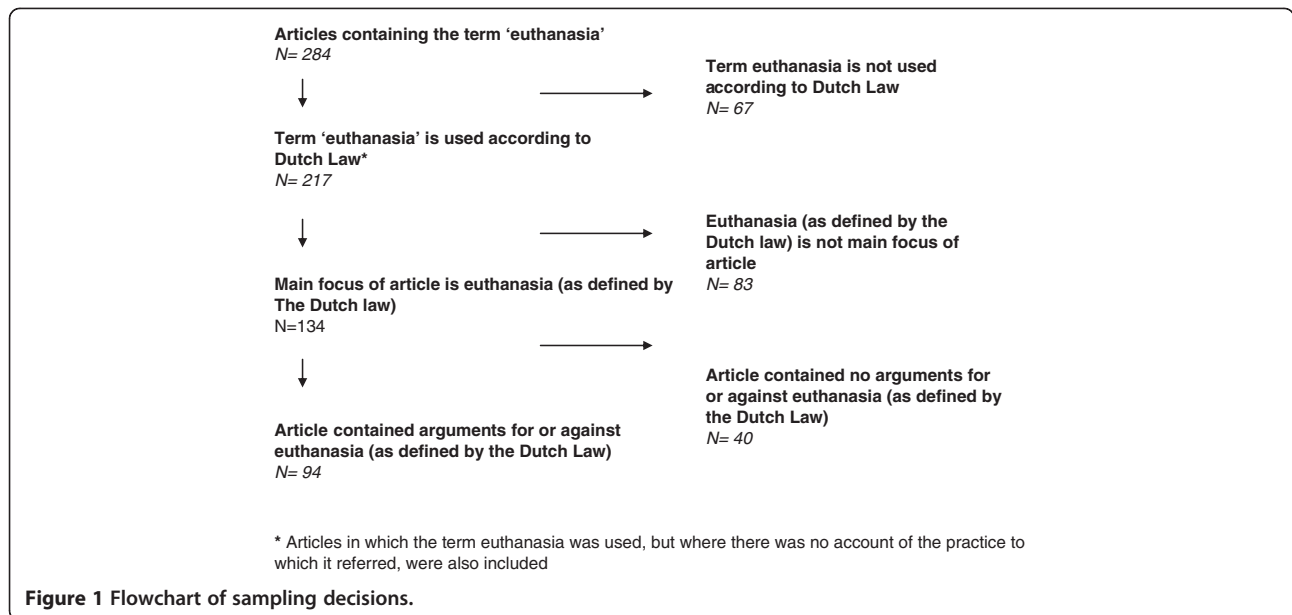 Articles containing the term ‘euthanasia’
N= 284
Term euthanasia is not used
according to Dutch Law
N= 67
Term ‘euthanasia’ is used according to
Dutch Law*
N= 217
Euthanasia (as defined by the
Dutch law) is not main focus of
article
N= 83
Main focus of article is euthanasia (as defined by
The Dutch law)
N=134
Article contained no arguments for
or against euthanasia (as defined by
the Dutch Law)
N= 40
Article contained arguments for or against
euthanasia (as defined by the Dutch Law)
N= 94
* Articles in which the term euthanasia was used, but where there was no account of the practice to
which it referred, were also included
Figure 1 Flowchart of sampling decisions.